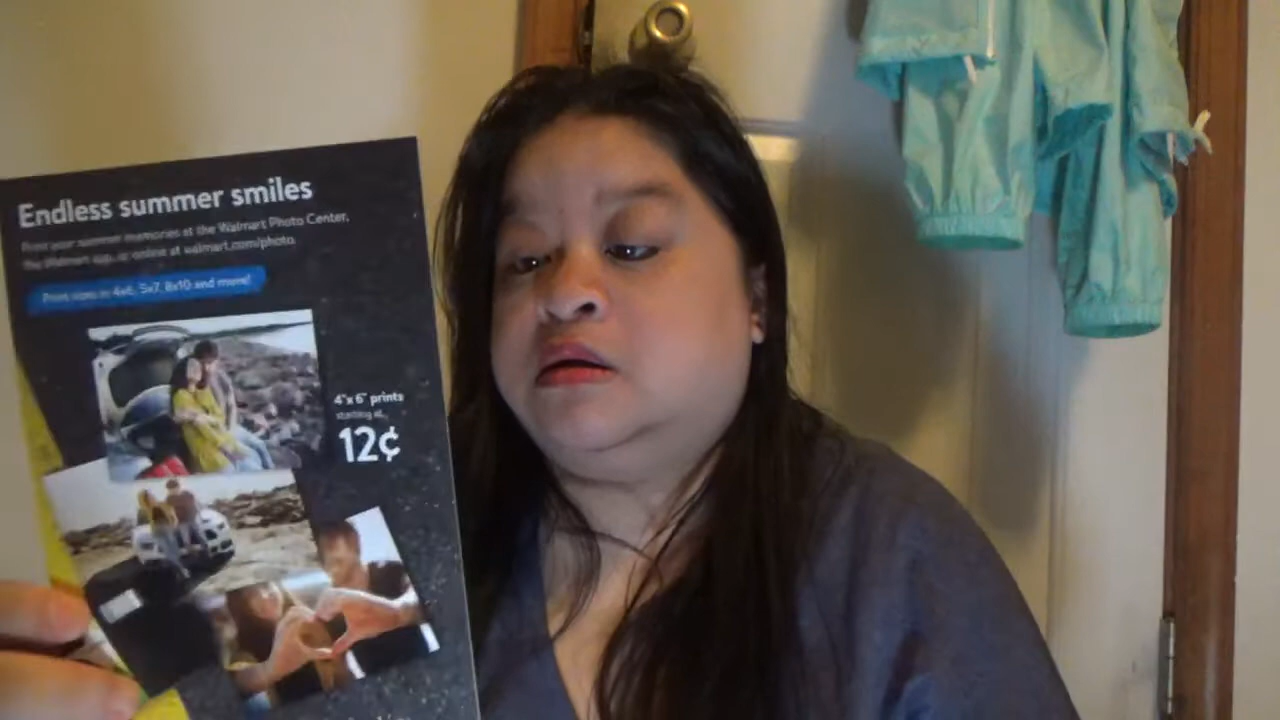 Endless summer smiles
Print your summer memories at the Walmart Photo Center,
the Walmart app, or online at walmart.com/photo.
Print sizes in 4x6, 5x7, 8x10 and more!
4"x 6" prints
starting at
12¢